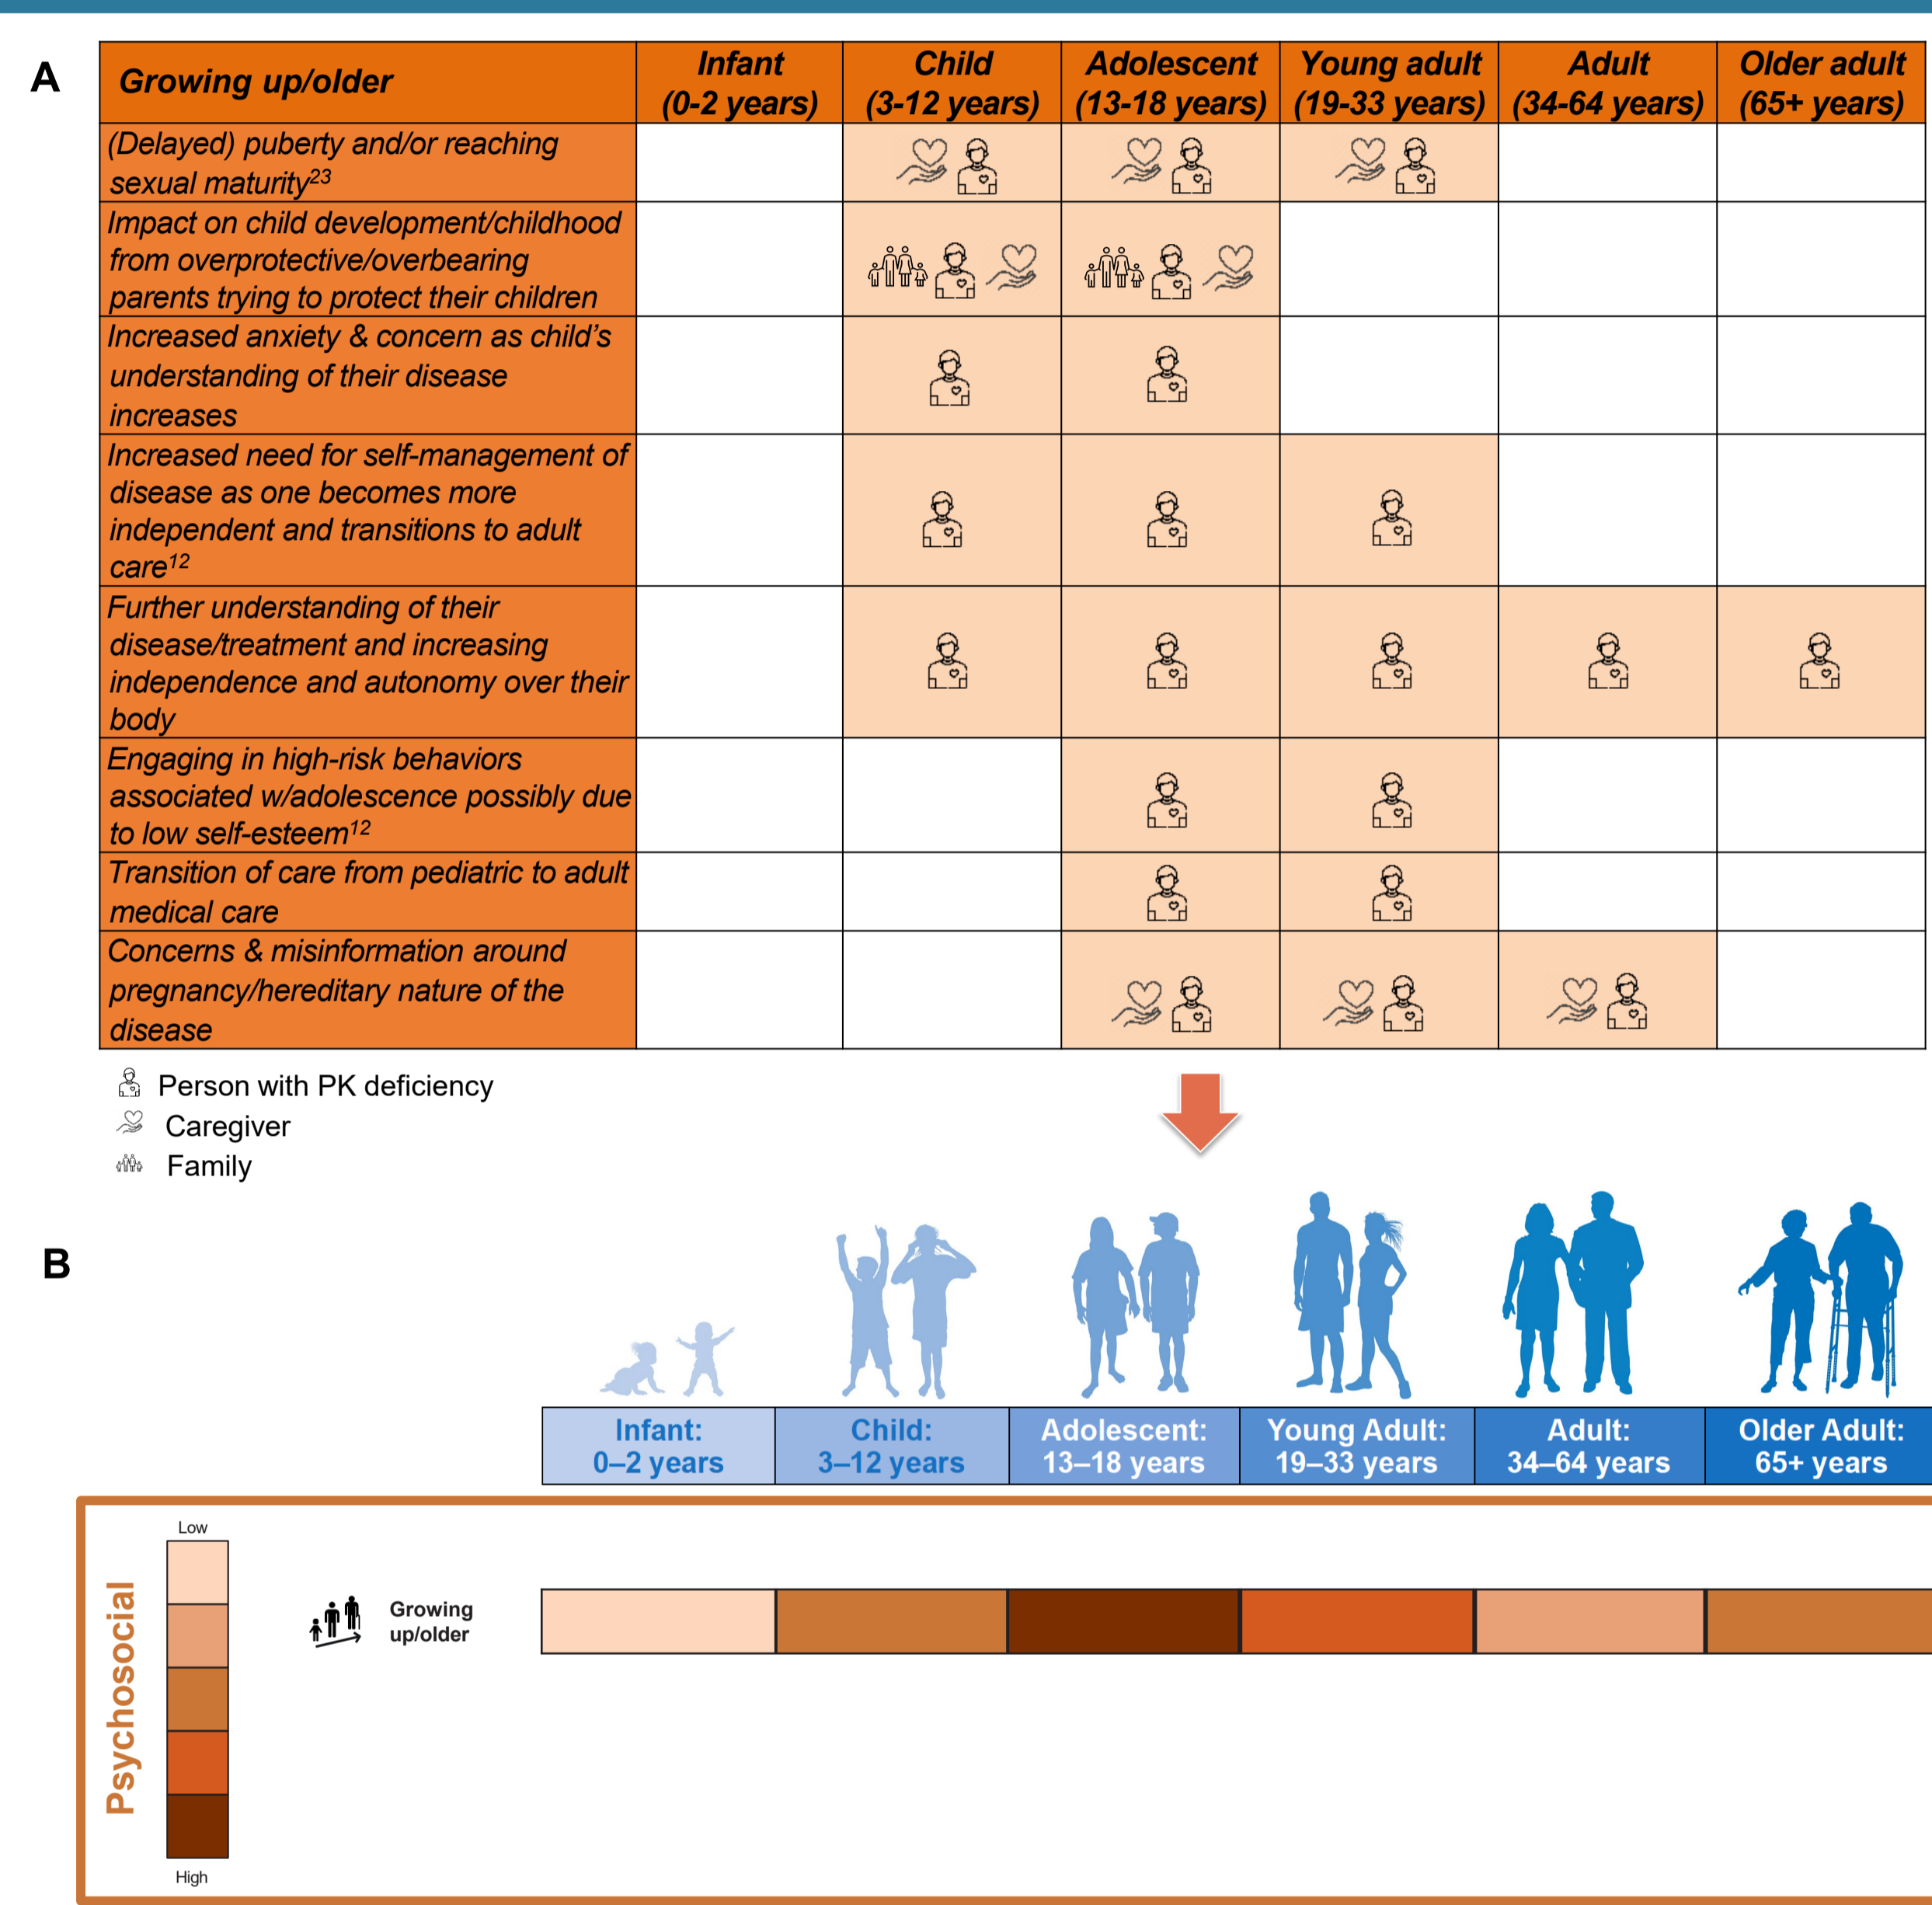 A
Growing up/older
Infant
(0-2 years)
Child
(3-12 years)
Adolescent
(13-18 years)
Young adult
(19-33 years)
Adult
(34-64 years)
Older adult
(65+ years)
(Delayed) puberty and/or reaching
sexual maturity23
Impact on child development/childhood
from overprotective/overbearing
parents trying to protect their children
Increased anxiety & concern as child’s
understanding of their disease
increases
Increased need for self-management of
disease as one becomes more
independent and transitions to adult
care12
Further understanding of their
disease/treatment and increasing
independence and autonomy over their
body
Engaging in high-risk behaviors
associated w/adolescence possibly due
to low self-esteem12
Transition of care from pediatric to adult
medical care
Concerns & misinformation around
pregnancy/hereditary nature of the
disease
Person with PK deficiency
Caregiver
Family
B
Infant:
0–2 years
Child:
3–12 years
Adolescent:
13–18 years
Young Adult:
19–33 years
Adult:
34–64 years
Older Adult:
65+ years
Psychosocial
Low
High
Growing
up/older